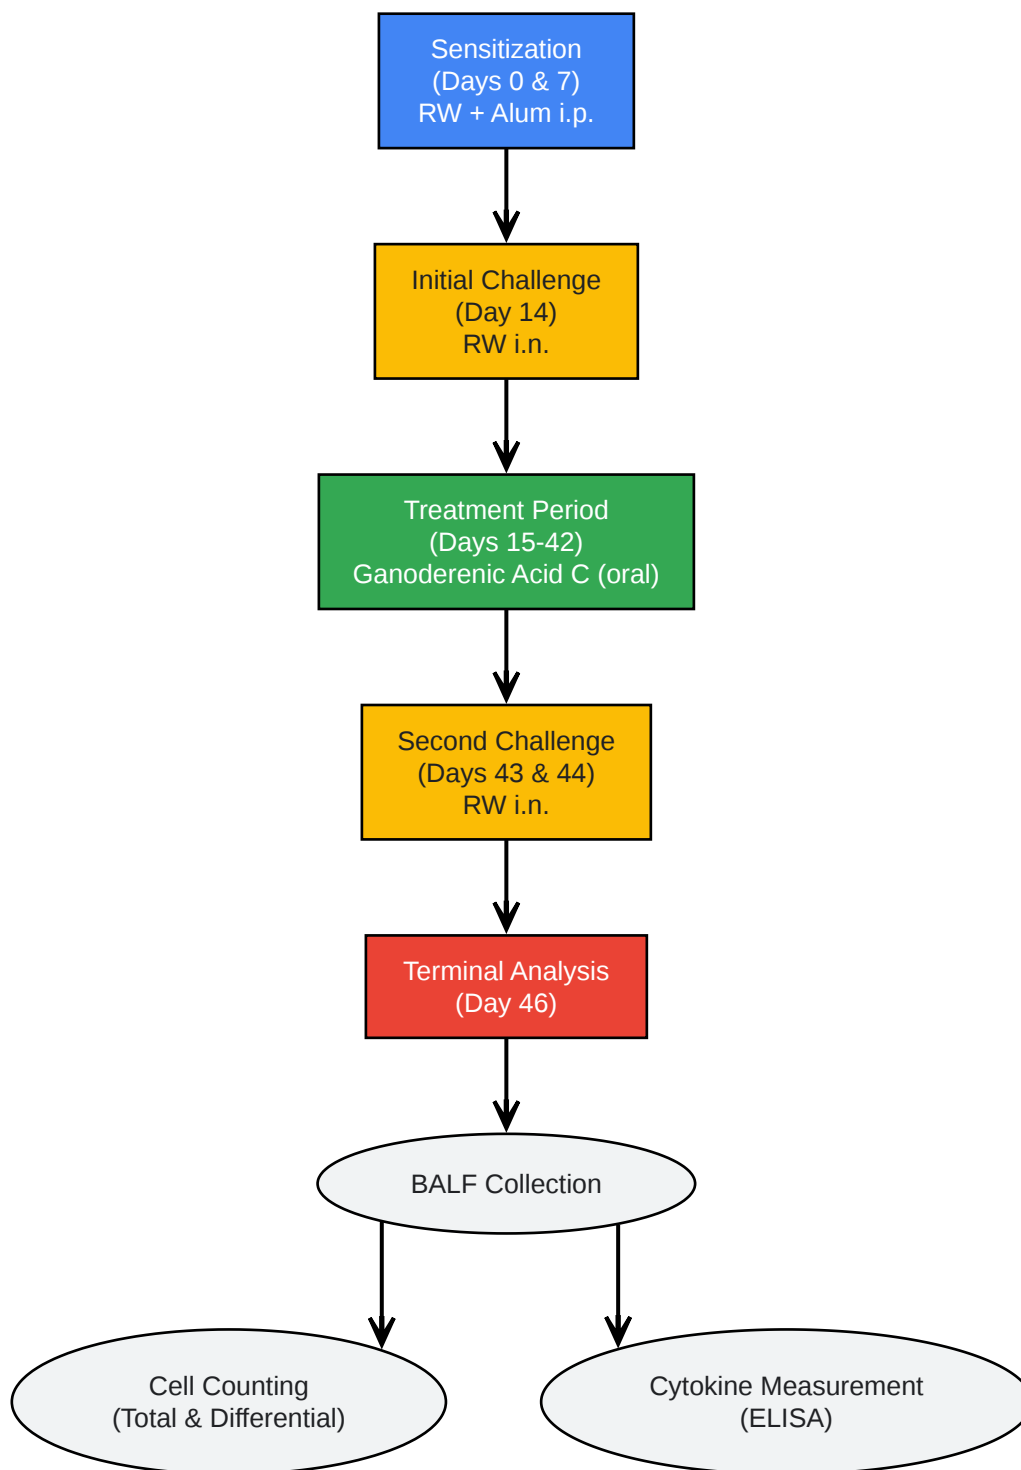 Sensitization
(Days 0 & 7)
RW + Alum i.p.
Initial Challenge
(Day 14)
RW i.n.
Treatment Period
(Days 15-42)
Ganoderenic Acid C (oral)
Second Challenge
(Days 43 & 44)
RW i.n.
Terminal Analysis
(Day 46)
BALF Collection
Cell Counting
(Total & Differential)
Cytokine Measurement
(ELISA)